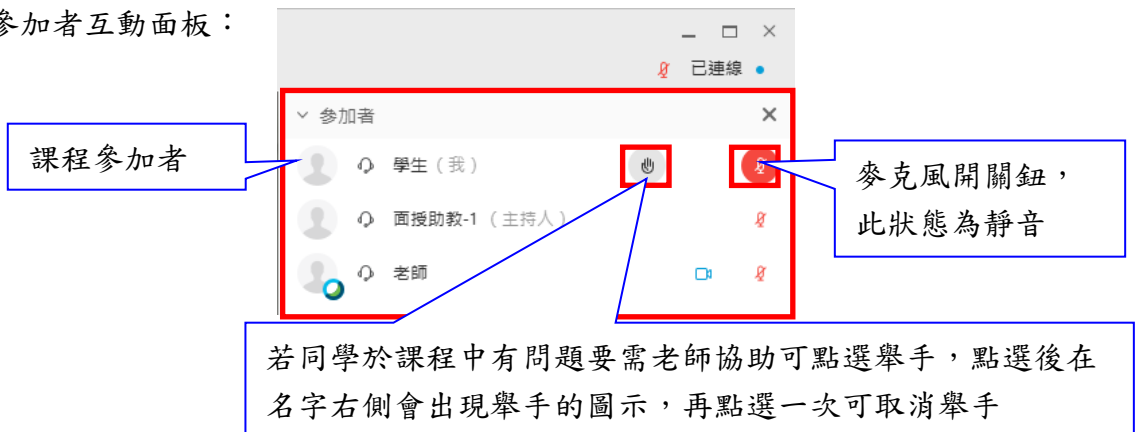 參加者互動面板：
已連線
參加者
課程參加者
學生（我）
麥克風開關鈕，
此狀態為靜音
面授助教-1（主持人）
老師
若同學於課程中有問題要需老師協助可點選舉手，點選後在
名字右側會出現舉手的圖示，再點選一次可取消舉手